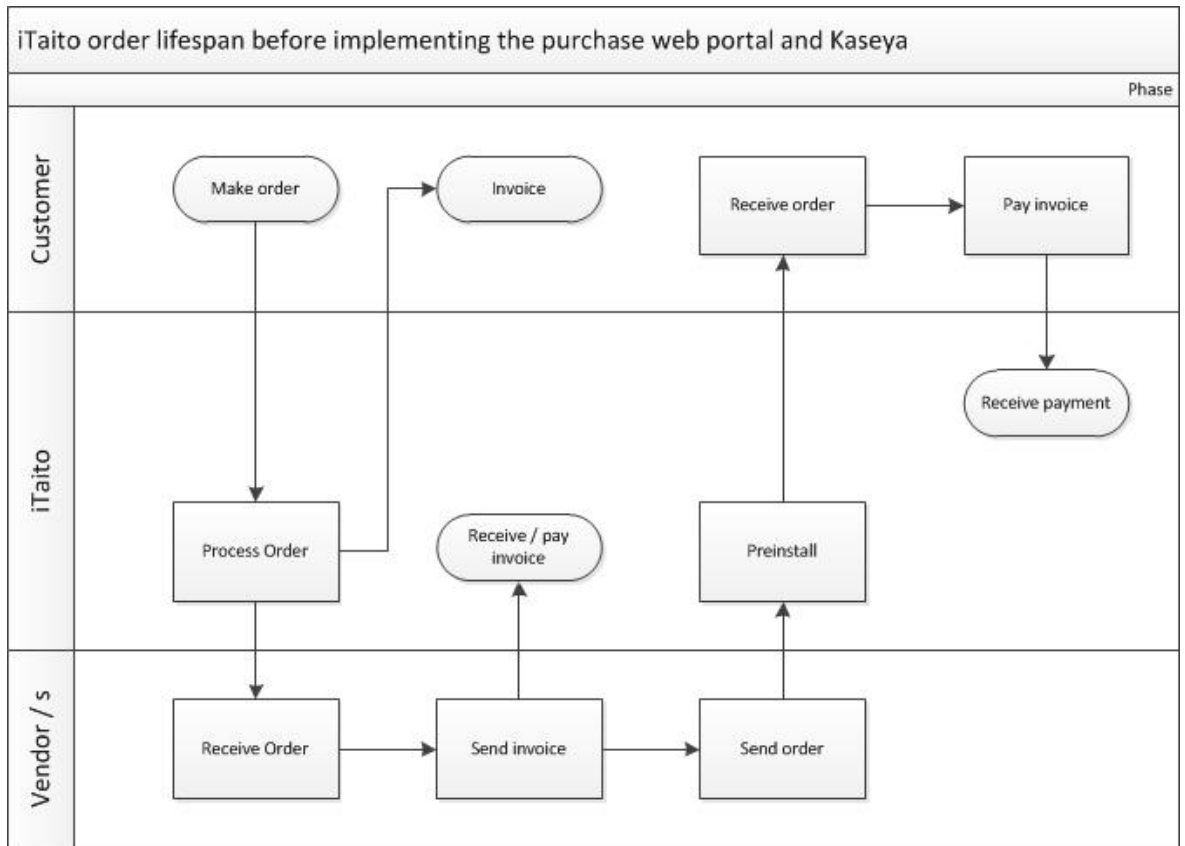 iTaito order lifespan before implementing the purchase web portal and Kaseya
Phase
Customer
Make order
Invoice
Receive order
Pay invoice
iTaito
Receive payment
Process Order
Receive / pay
invoice
Preinstall
Vendor / s
Receive Order
Send invoice
Send order